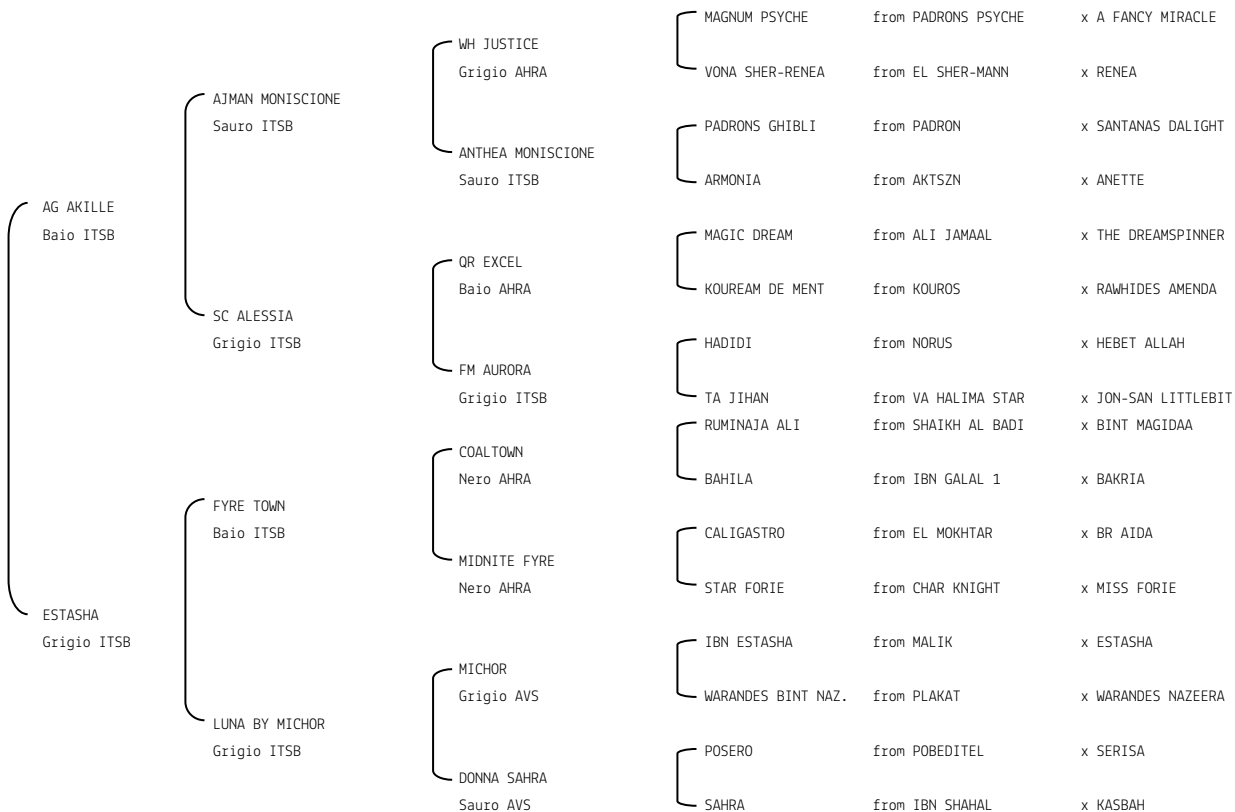 MAGNUM PSYCHE from PADRONS PSYCHE x A FANCY MIRACLE
WH JUSTICE
Grigio AHRA
VONA SHER-RENEA from EL SHER-MANN x RENEA
AJMAN MONISCIONE
Sauro ITSB
PADRONS GHIBLI from PADRON x SANTANAS DALIGHT
ANTHEA MONISCIONE
Sauro ITSB
ARMONIA from AKTSZN x ANETTE
AG AKILLE
Baio ITSB
MAGIC DREAM from ALI JAMAAL x THE DREAMSPINNER
QR EXCEL
Baio AHRA
KOUREAM DE MENT from KOUROS x RAWHIDES AMENDA
SC ALESSIA
Grigio ITSB
HADIDI from NORUS x HEBET ALLAH
FM AURORA
Grigio ITSB
TA JIHAN from VA HALIMA STAR x JON-SAN LITTLEBIT
RUMINAJA ALI from SHAIKH AL BADI x BINT MAGIDAA
COALTOWN
Nero AHRA
BAHILA from IBN GALAL 1 x BAKRIA
FYRE TOWN
Baio ITSB
CALIGASTRO from EL MOKHTAR x BR AIDA
MIDNITE FYRE
Nero AHRA
STAR FORIE from CHAR KNIGHT x MISS FORIE
ESTASHA
Grigio ITSB
IBN ESTASHA from MALIK x ESTASHA
MICHOR
Grigio AVS
WARANDES BINT NAZ. from PLAKAT x WARANDES NAZEERA
LUNA BY MICHOR
Grigio ITSB
POSERO from POBEDITEL x SERISA
DONNA SAHRA
Sauro AVS
SAHRA from IBN SHAHAL x KASBAH